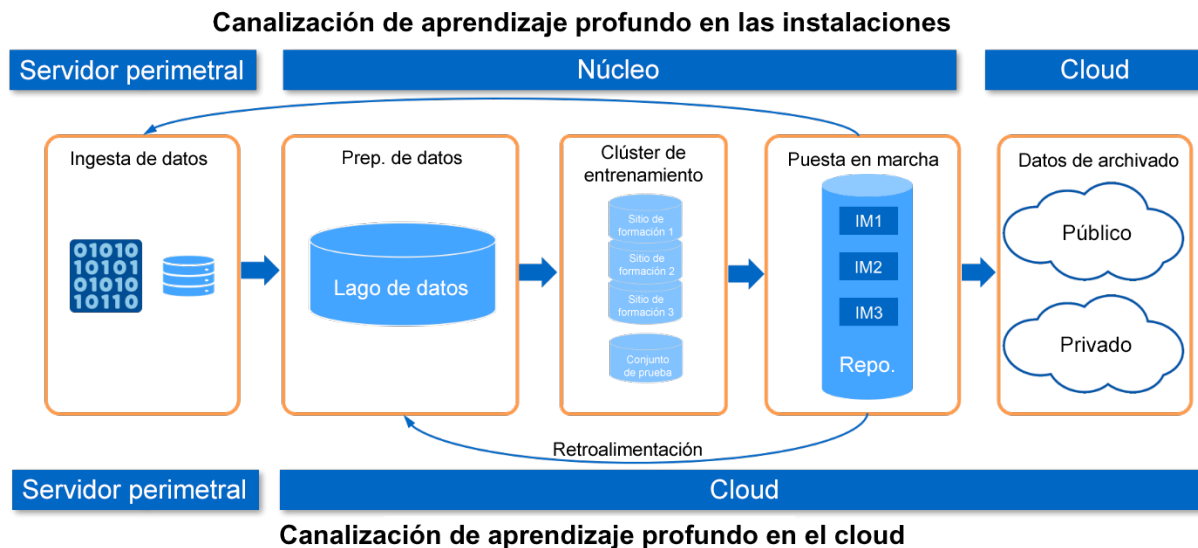 Canalización de aprendizaje profundo en las instalaciones
Servidor perimetral
Núcleo
Cloud
Ingesta de datos
01010
10101
01010
10110
Prep. de datos
Lago de datos
Clúster de
entrenamiento
Sitio de
formación 1
Sitio de
formación 2
Sitio de
formación 3
Conjunto
de prueba
Puesta en marcha
IM1
IM2
IM3
Repo.
Datos de archivado
Público
Privado
Retroalimentación
Servidor perimetral
Cloud
Canalización de aprendizaje profundo en el cloud